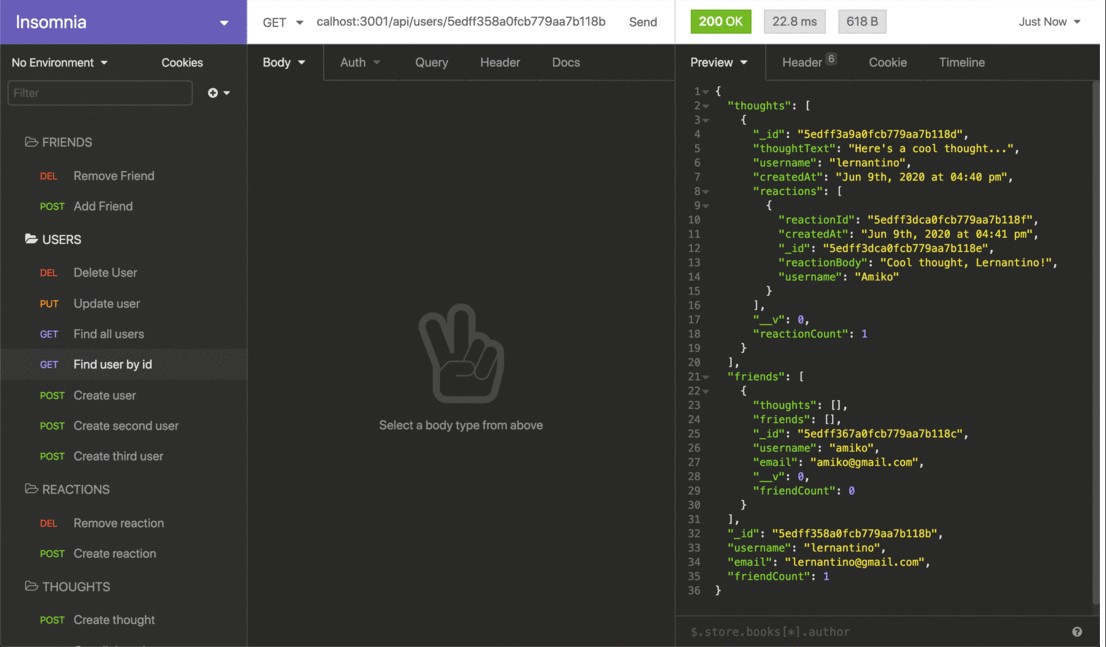 Insomnia
GET calhost:3001/api/users/5edff358a0fcb779aa7b118b Send
200 OK 22.8 ms 618 B Just Now
No Environment Cookies
Body Auth Query Header Docs
Preview Header 6 Cookie Timeline
Filter
FRIENDS
DEL Remove Friend
POST Add Friend
USERS
DEL Delete User
PUT Update user
GET Find all users
GET Find user by id
POST Create user
POST Create second user
POST Create third user
REACTIONS
DEL Remove reaction
POST Create reaction
THOUGHTS
POST Create thought
Select a body type from above
1 {
2 "thoughts": [
3 {
4 "_id": "5edff3a9a0fcb779aa7b118d",
5 "thoughtText": "Here's a cool thought...",
6 "username": "lernantino",
7 "createdAt": "Jun 9th, 2020 at 04:40 pm",
8 "reactions": [
9 {
10 "reactionId": "5edff3dca0fcb779aa7b118f",
11 "createdAt": "Jun 9th, 2020 at 04:41 pm",
12 "_id": "5edff3dca0fcb779aa7b118e",
13 "reactionBody": "Cool thought, Lernantino!",
14 "username": "Amiko"
15 }
16 ],
17 "__v": 0,
18 "reactionCount": 1
19 }
20 ],
21 "friends": [
22 {
23 "thoughts": [],
24 "friends": [],
25 "_id": "5edff367a0fcb779aa7b118c",
26 "username": "amiko",
27 "email": "amiko@gmail.com",
28 "__v": 0,
29 "friendCount": 0
30 }
31 ],
32 "_id": "5edff358a0fcb779aa7b118b",
33 "username": "lernantino",
34 "email": "lernantino@gmail.com",
35 "friendCount": 1
36 }
$.store.books[*].author